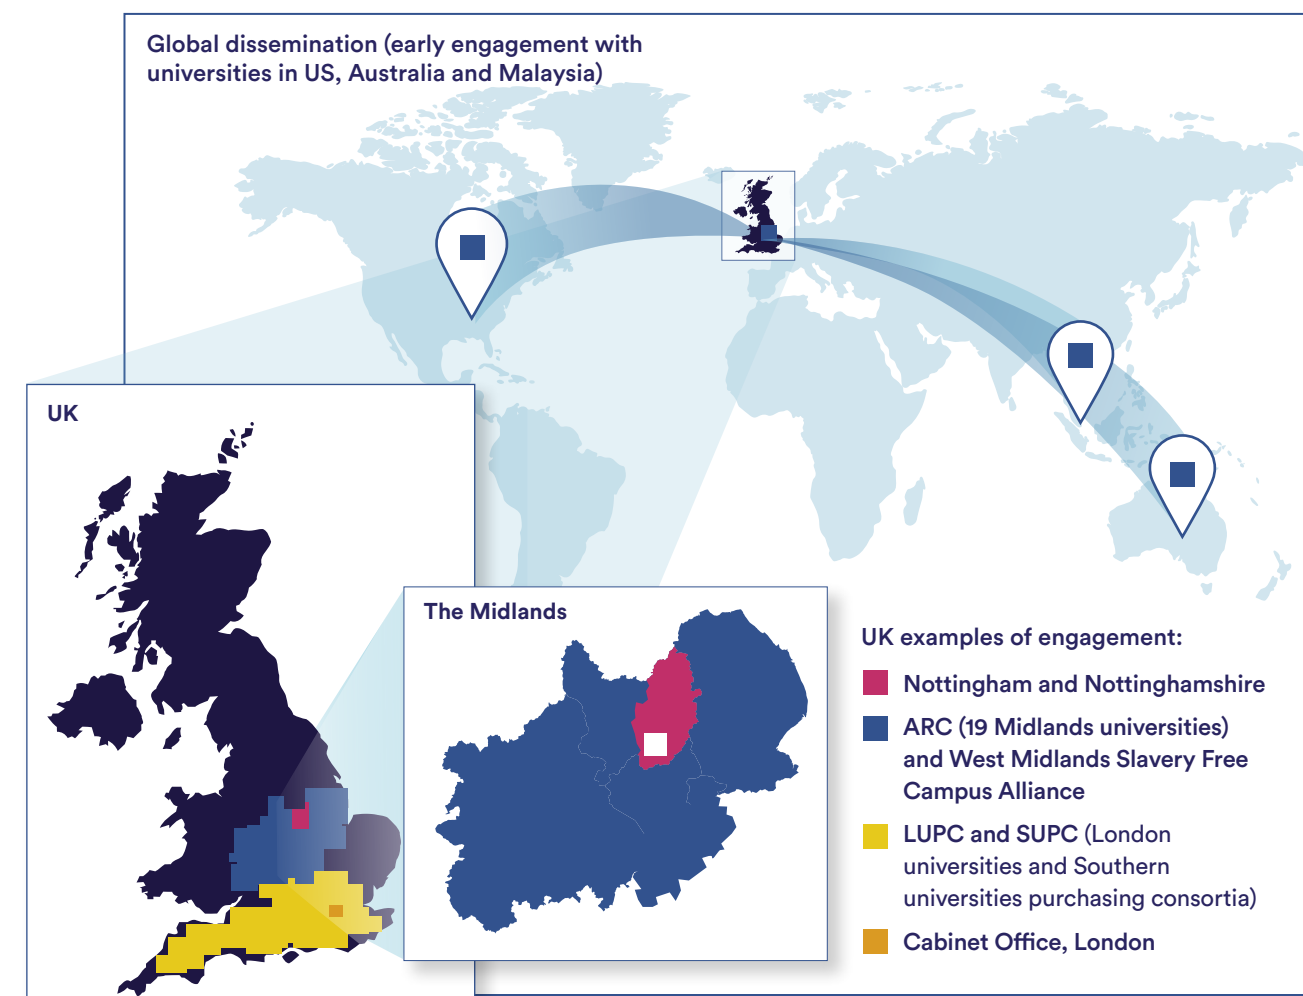 Global dissemination (early engagement with
universities in US, Australia and Malaysia)
UK
The Midlands
UK examples of engagement:
Nottingham and Nottinghamshire
ARC (19 Midlands universities)
and West Midlands Slavery Free
Campus Alliance
LUPC and SUPC (London
universities and Southern
universities purchasing consortia)
Cabinet Office, London